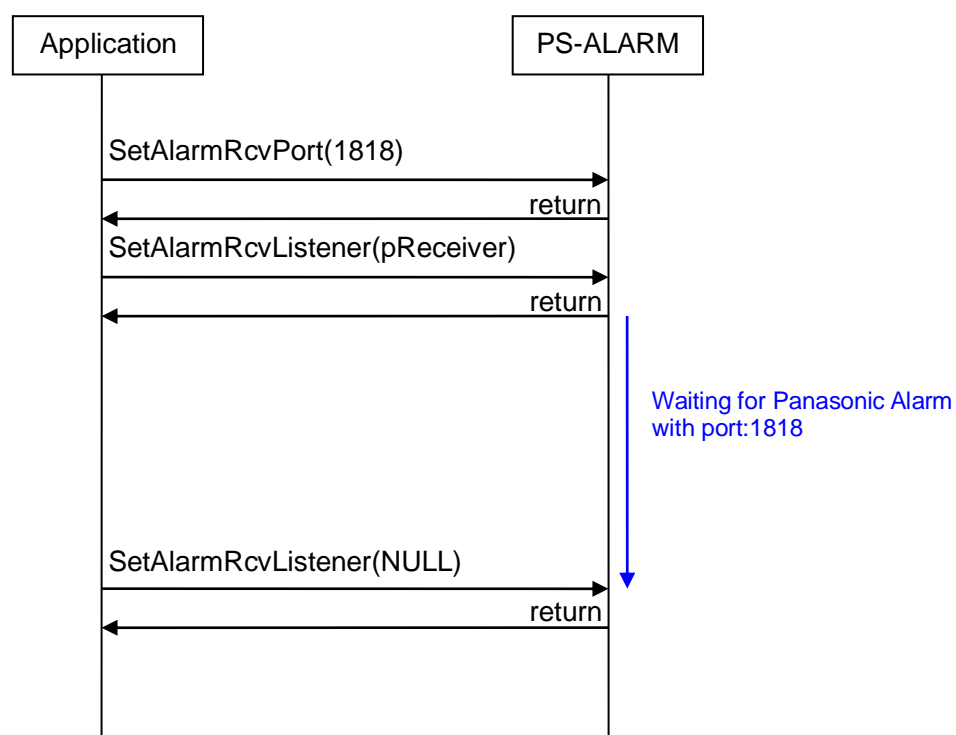 Application
PS-ALARM
SetAlarmRcvPort(1818)
return
SetAlarmRcvListener(pReceiver)
return
Waiting for Panasonic Alarm
with port:1818
SetAlarmRcvListener(NULL)
return